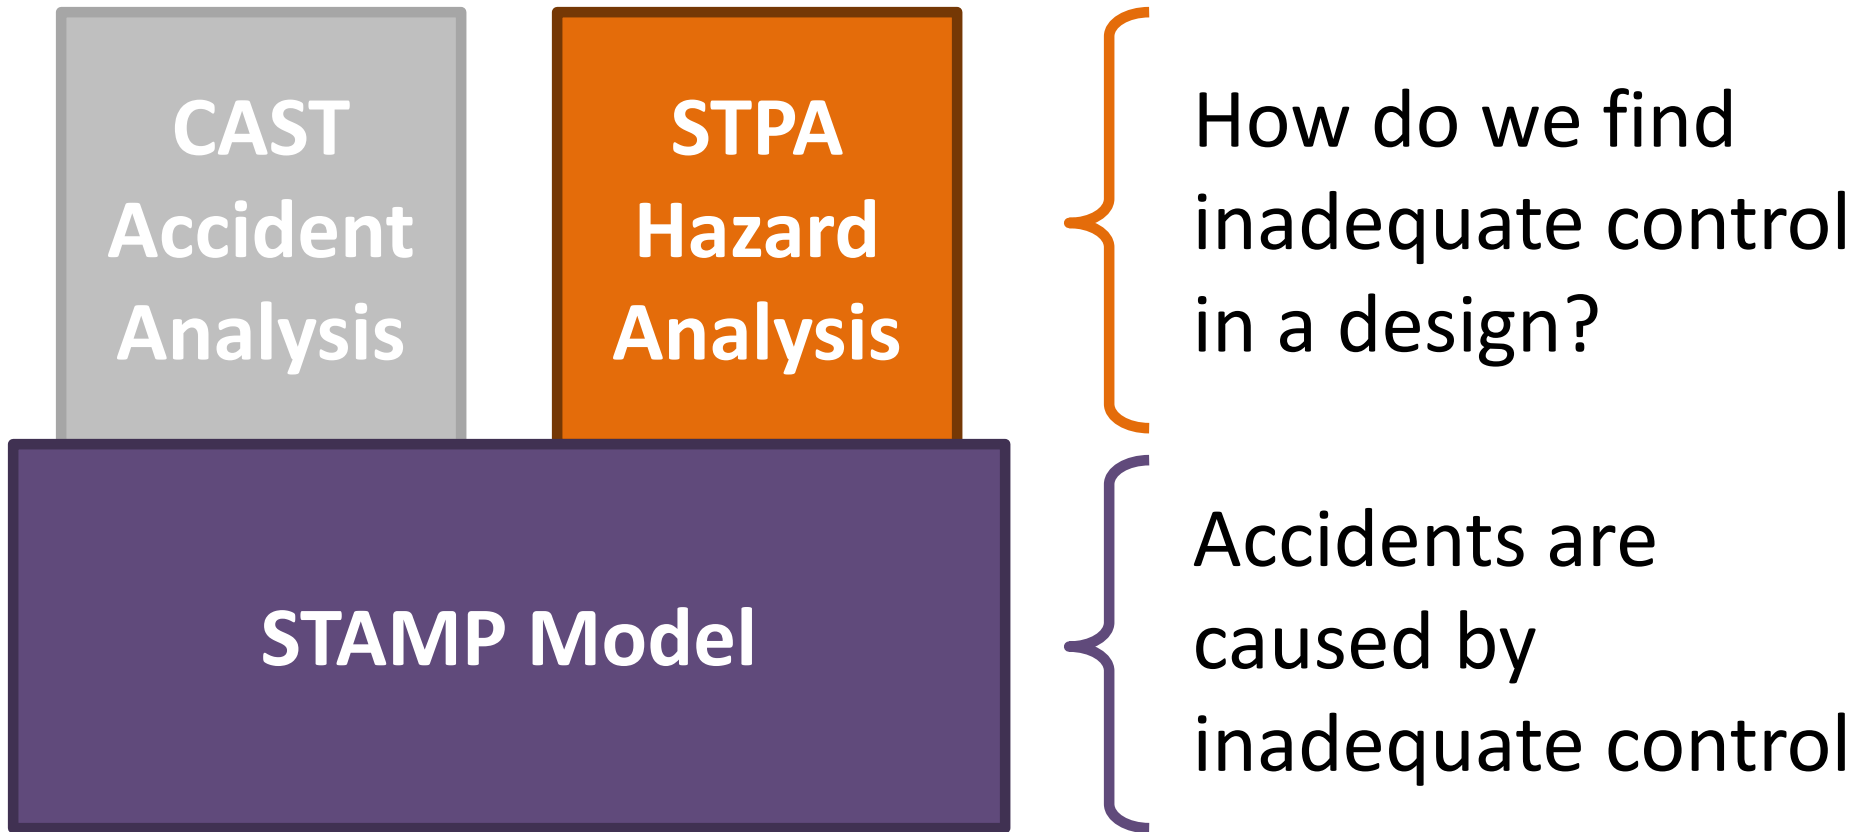 CAST
Accident
Analysis
STPA
Hazard
Analysis
How do we find
inadequate control
in a design?
STAMP Model
Accidents are
caused by
inadequate control